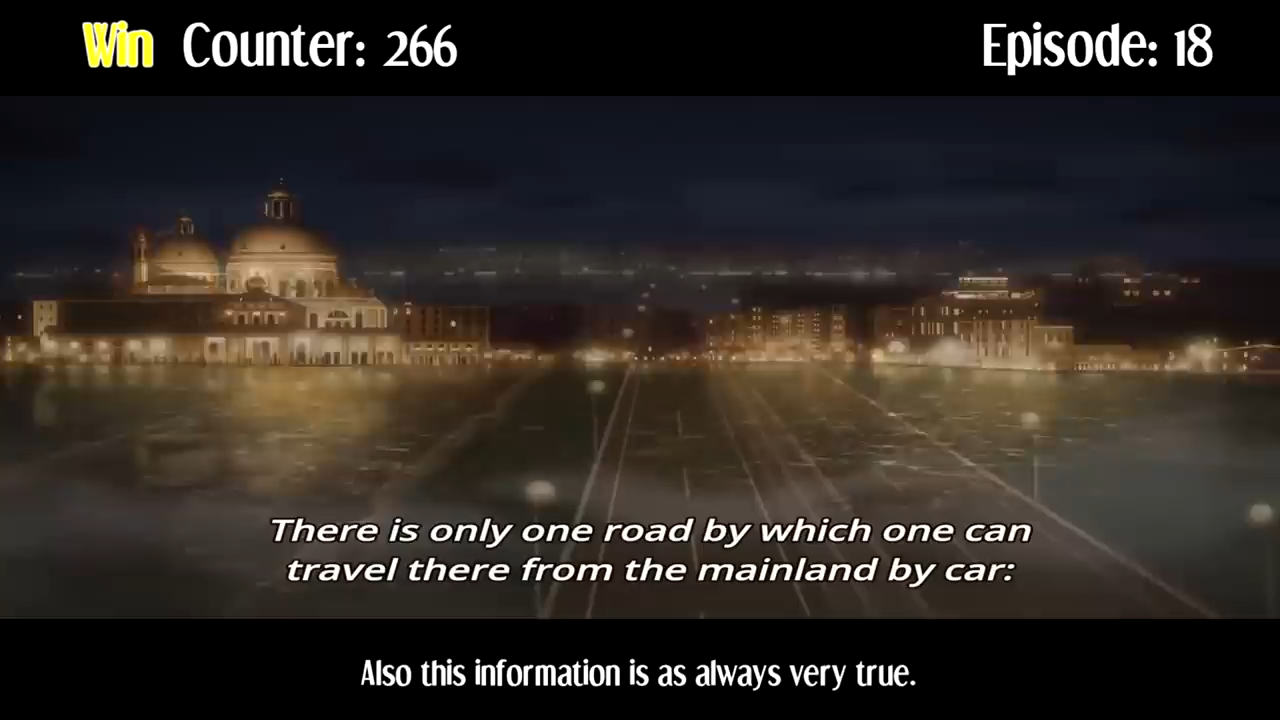 Win Counter: 266
Episode: 18
There is only one road by which one can
travel there from the mainland by car:
Also this information is as always very true.